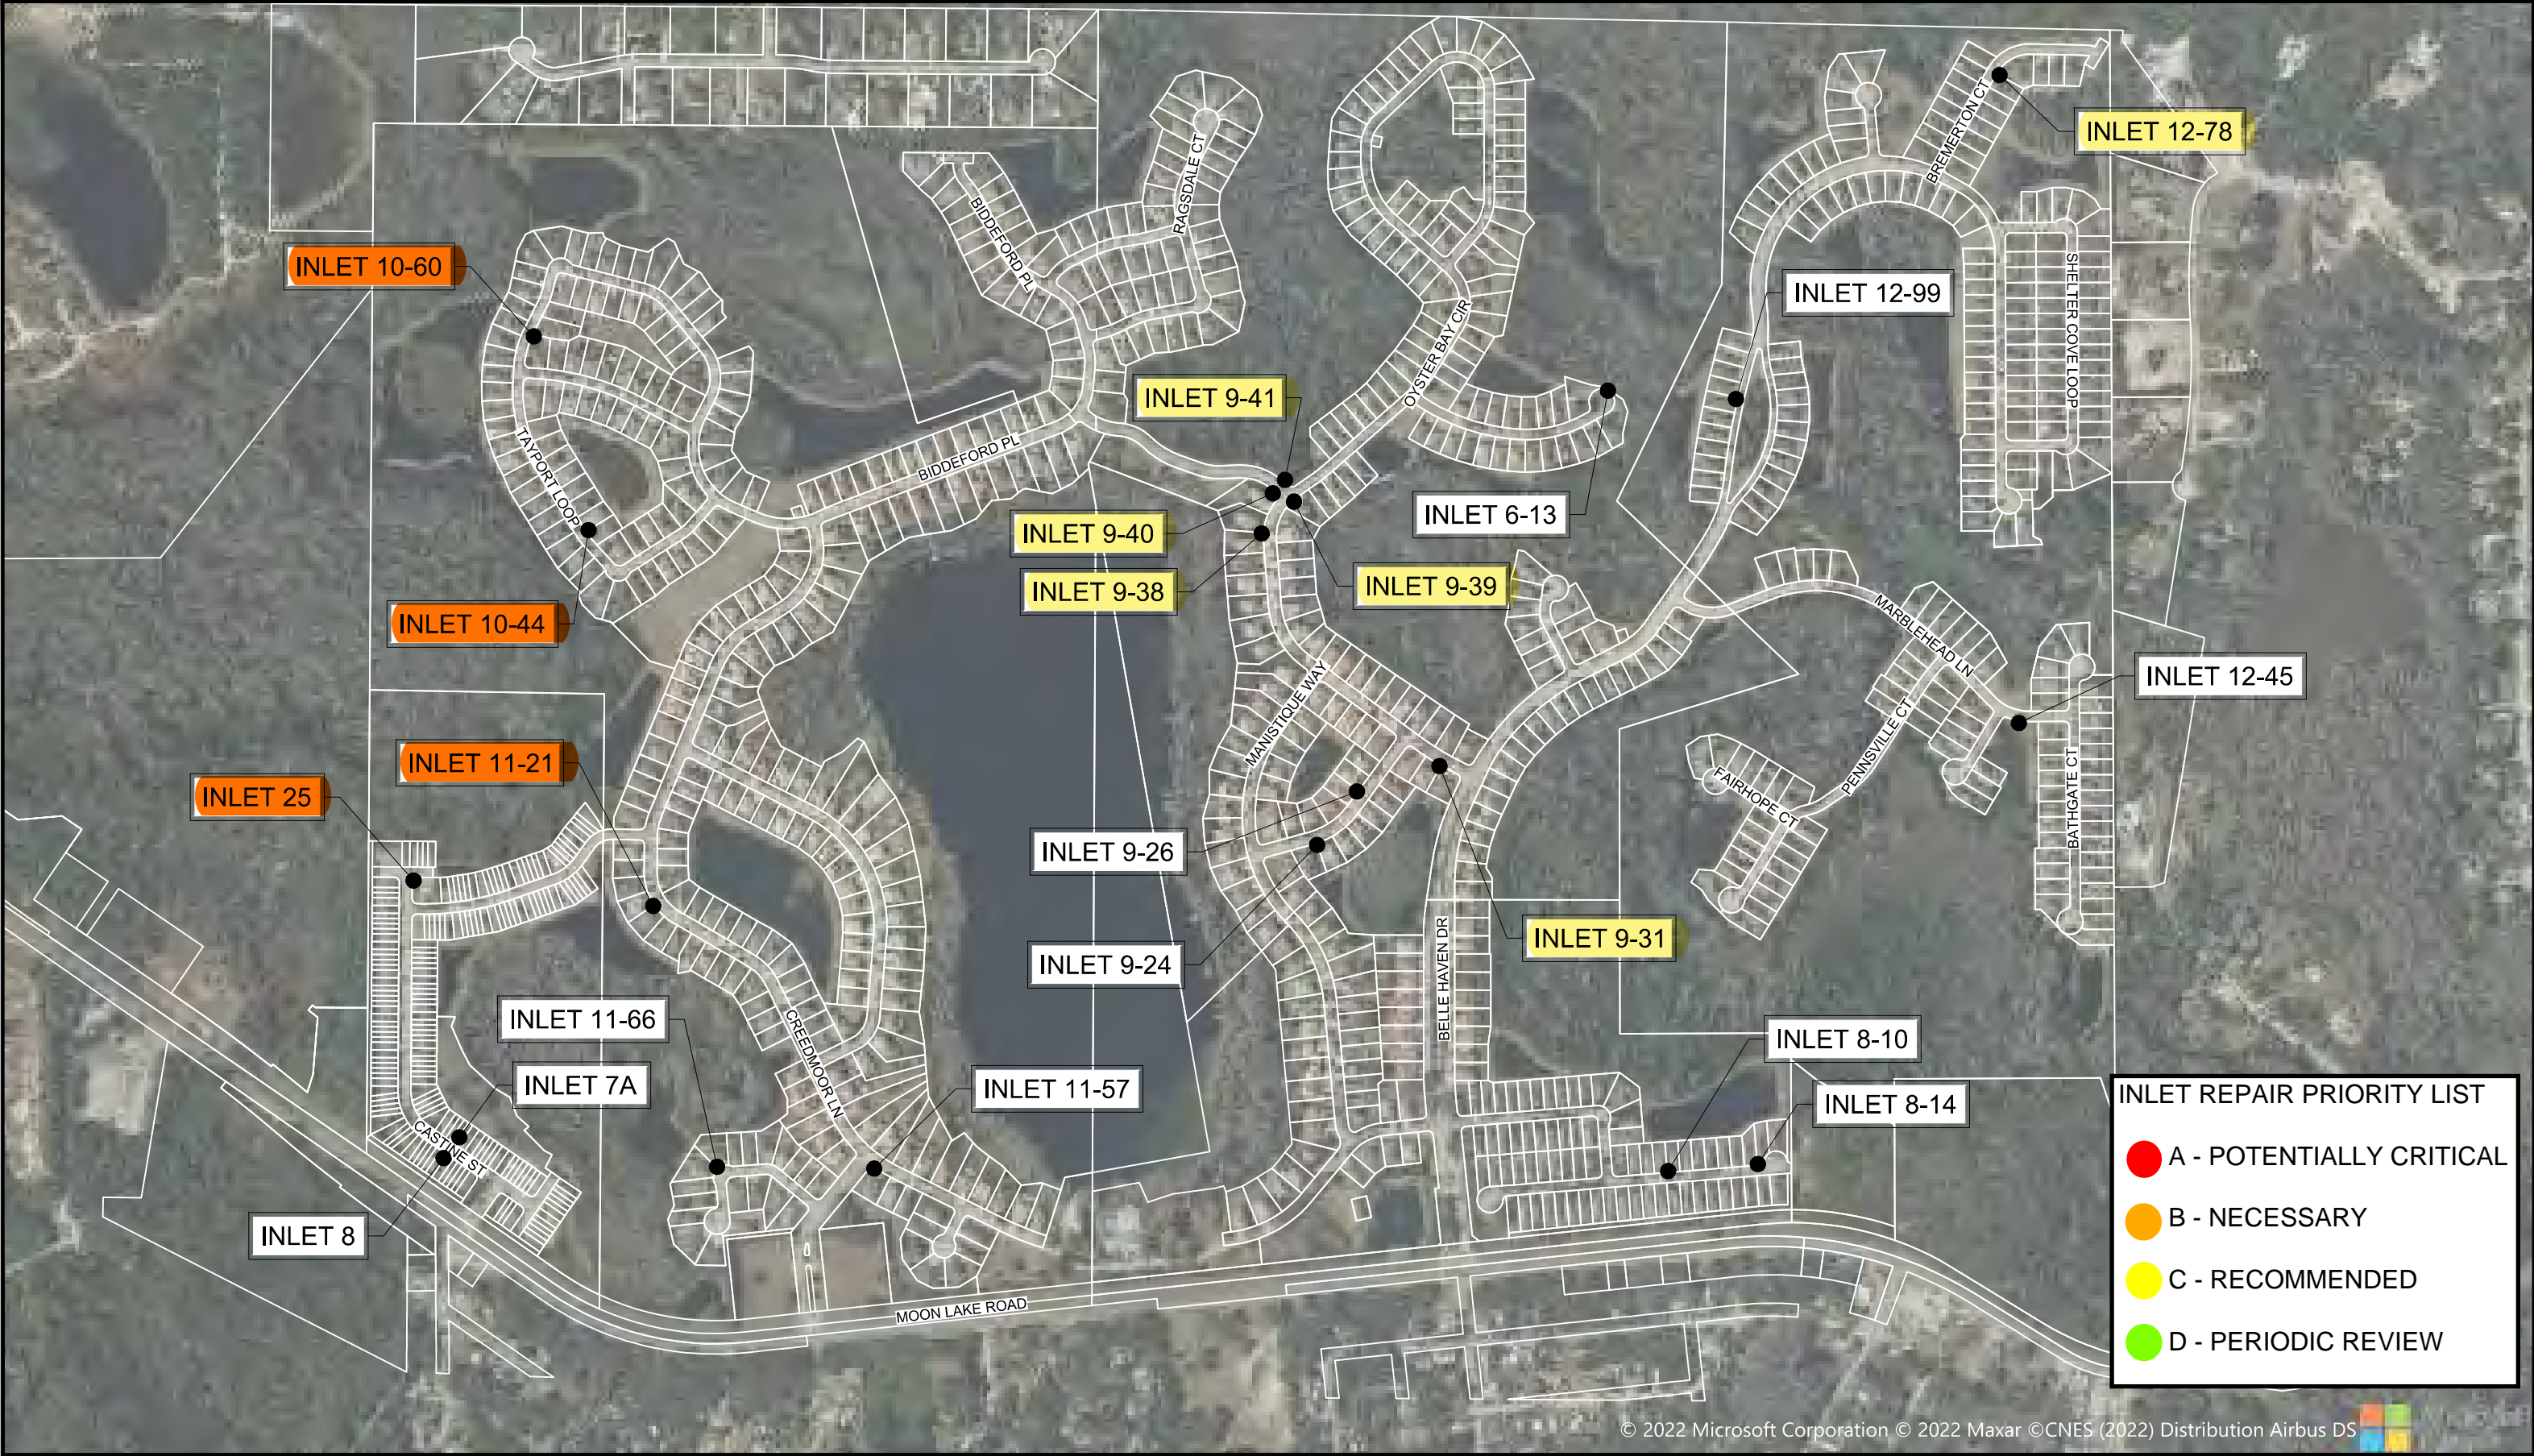 BREMERTON CT
INLET 12-78
RAGSDALE CT
BIDDEFORD PL
INLET 10-60
INLET 12-99
SHELTER COVE LOOP
OYSTER BAY CIR
INLET 9-41
BIDDEFORD PL
TAYPORT LOOP
INLET 6-13
INLET 9-40
INLET 9-38
INLET 9-39
INLET 10-44
MARBLEHEAD LN
INLET 12-45
MANISTIQUE WAY
PENNSVILLE CT
INLET 11-21
INLET 25
FAIRHOPE CT
BATHGATE CT
INLET 9-26
INLET 9-31
INLET 9-24
BELLE HAVEN DR
INLET 11-66
CREEDMOOR LN
INLET 8-10
INLET 7A
INLET 11-57
INLET 8-14
CASTINE ST
INLET 8
MOON LAKE ROAD
INLET REPAIR PRIORITY LIST
A - POTENTIALLY CRITICAL
B - NECESSARY
C - RECOMMENDED
D - PERIODIC REVIEW
© 2022 Microsoft Corporation © 2022 Maxar ©CNES (2022) Distribution Airbus DS